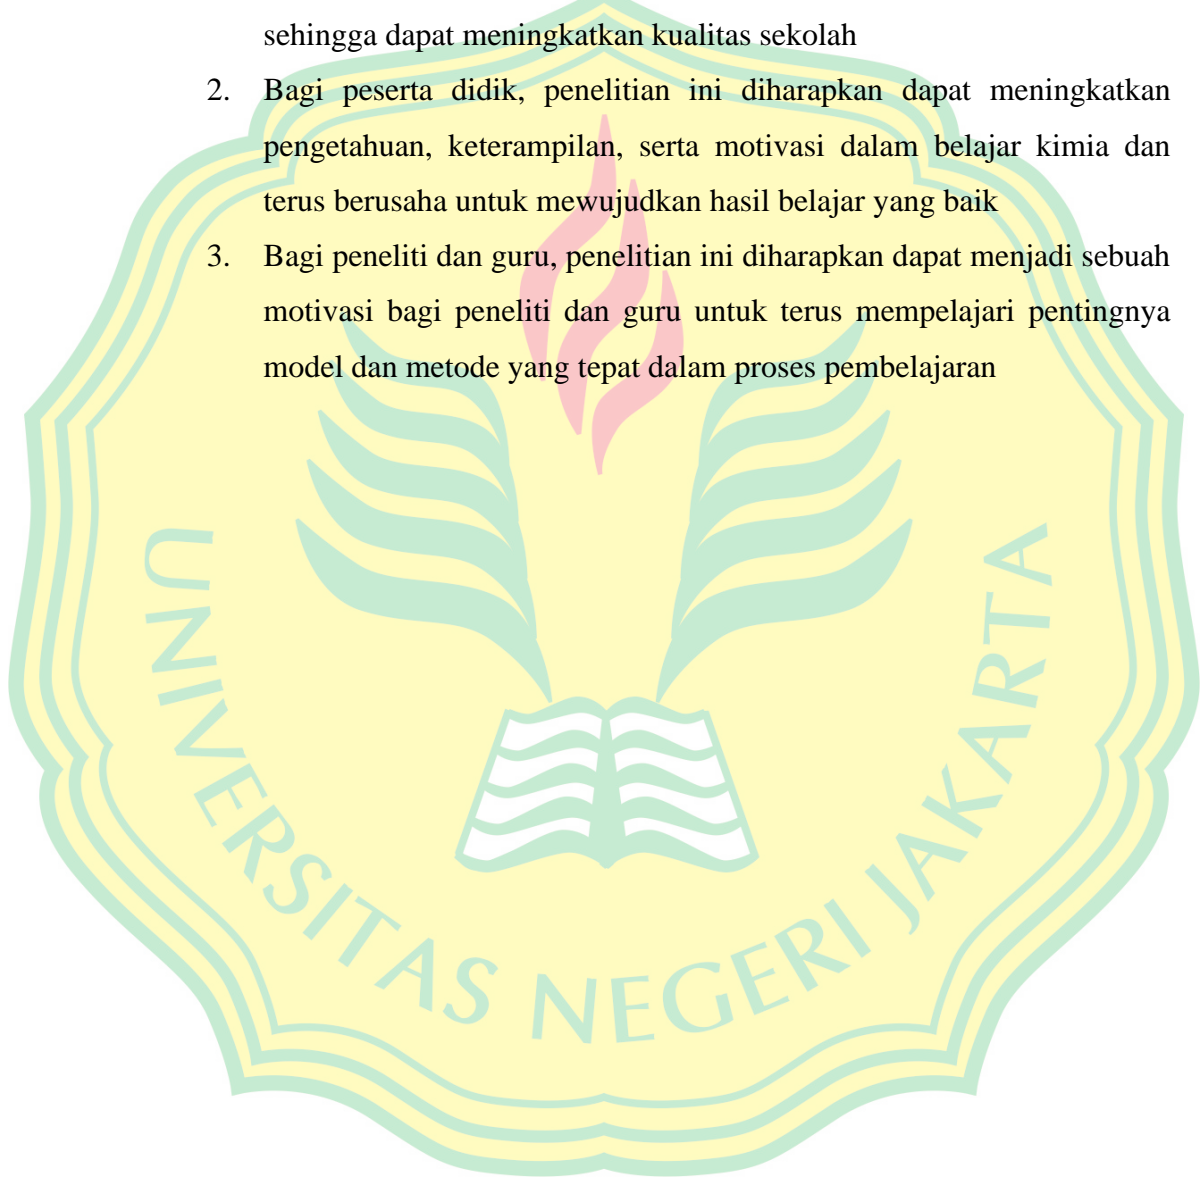 sehingga dapat meningkatkan kualitas sekolah
2. Bagi peserta didik, penelitian ini diharapkan dapat meningkatkan
pengetahuan, keterampilan, serta motivasi dalam belajar kimia dan
terus berusaha untuk mewujudkan hasil belajar yang baik
3. Bagi peneliti dan guru, penelitian ini diharapkan dapat menjadi sebuah
motivasi bagi peneliti dan guru untuk terus mempelajari pentingnya
model dan metode yang tepat dalam proses pembelajaran
UNIVERSITAS NEGERI JAKARTA